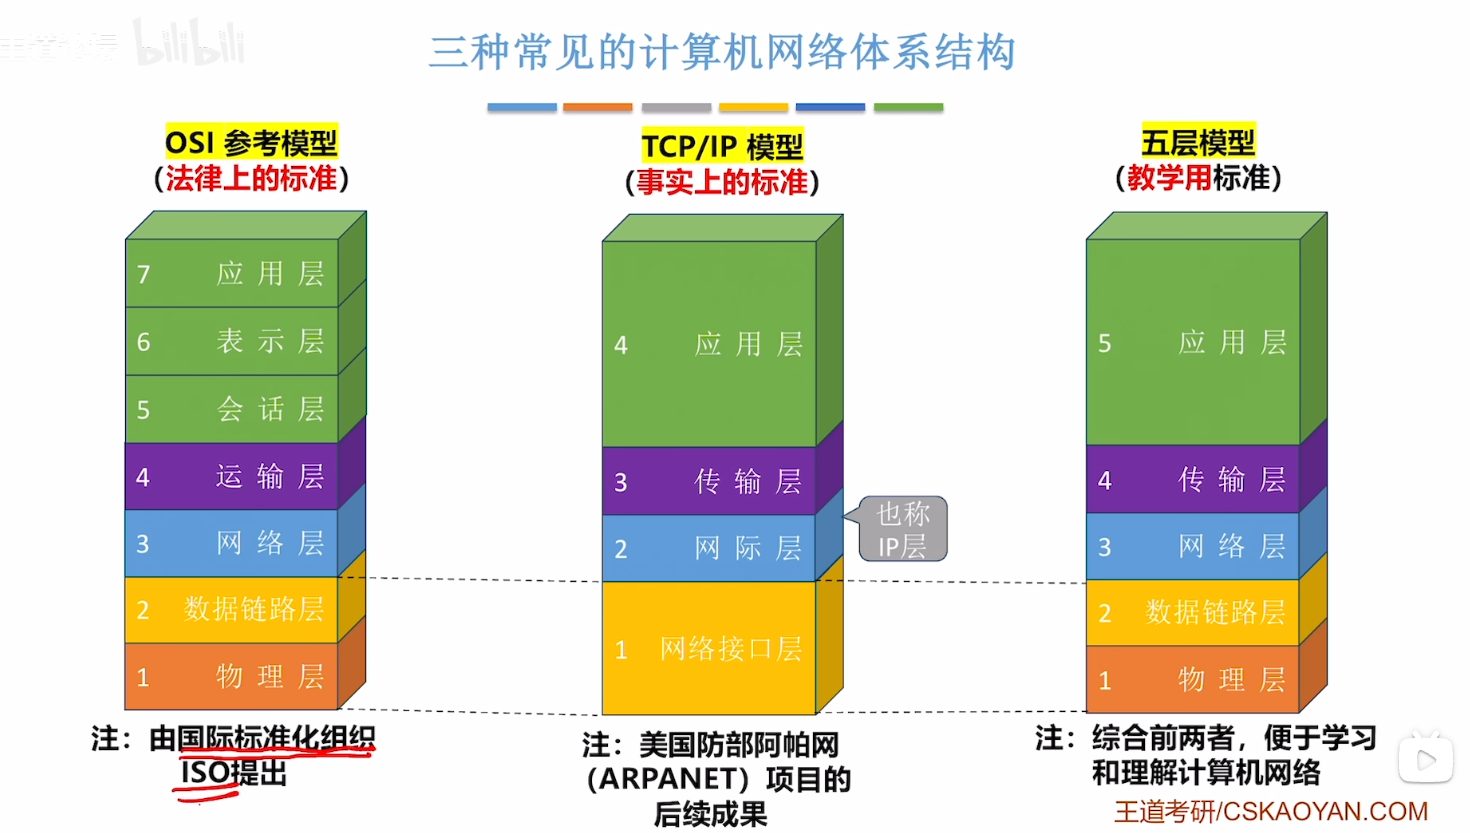 bilibili
三种常见的计算机网络体系结构
OSI 参考模型
（法律上的标准）
7 应用层
6 表示层
5 会话层
4 运输层
3 网络层
2 数据链路层
1 物理层
注：由国际标准化组织
ISO提出
TCP/IP 模型
（事实上的标准）
4 应用层
3 传输层
2 网际层
1 网络接口层
也称
IP层
注：美国防部阿帕网
（ARPANET）项目的
后续成果
五层模型
（教学用标准）
5 应用层
4 传输层
3 网络层
2 数据链路层
1 物理层
注：综合前两者，便于学习
和理解计算机网络
王道考研/CSKAOYAN.COM